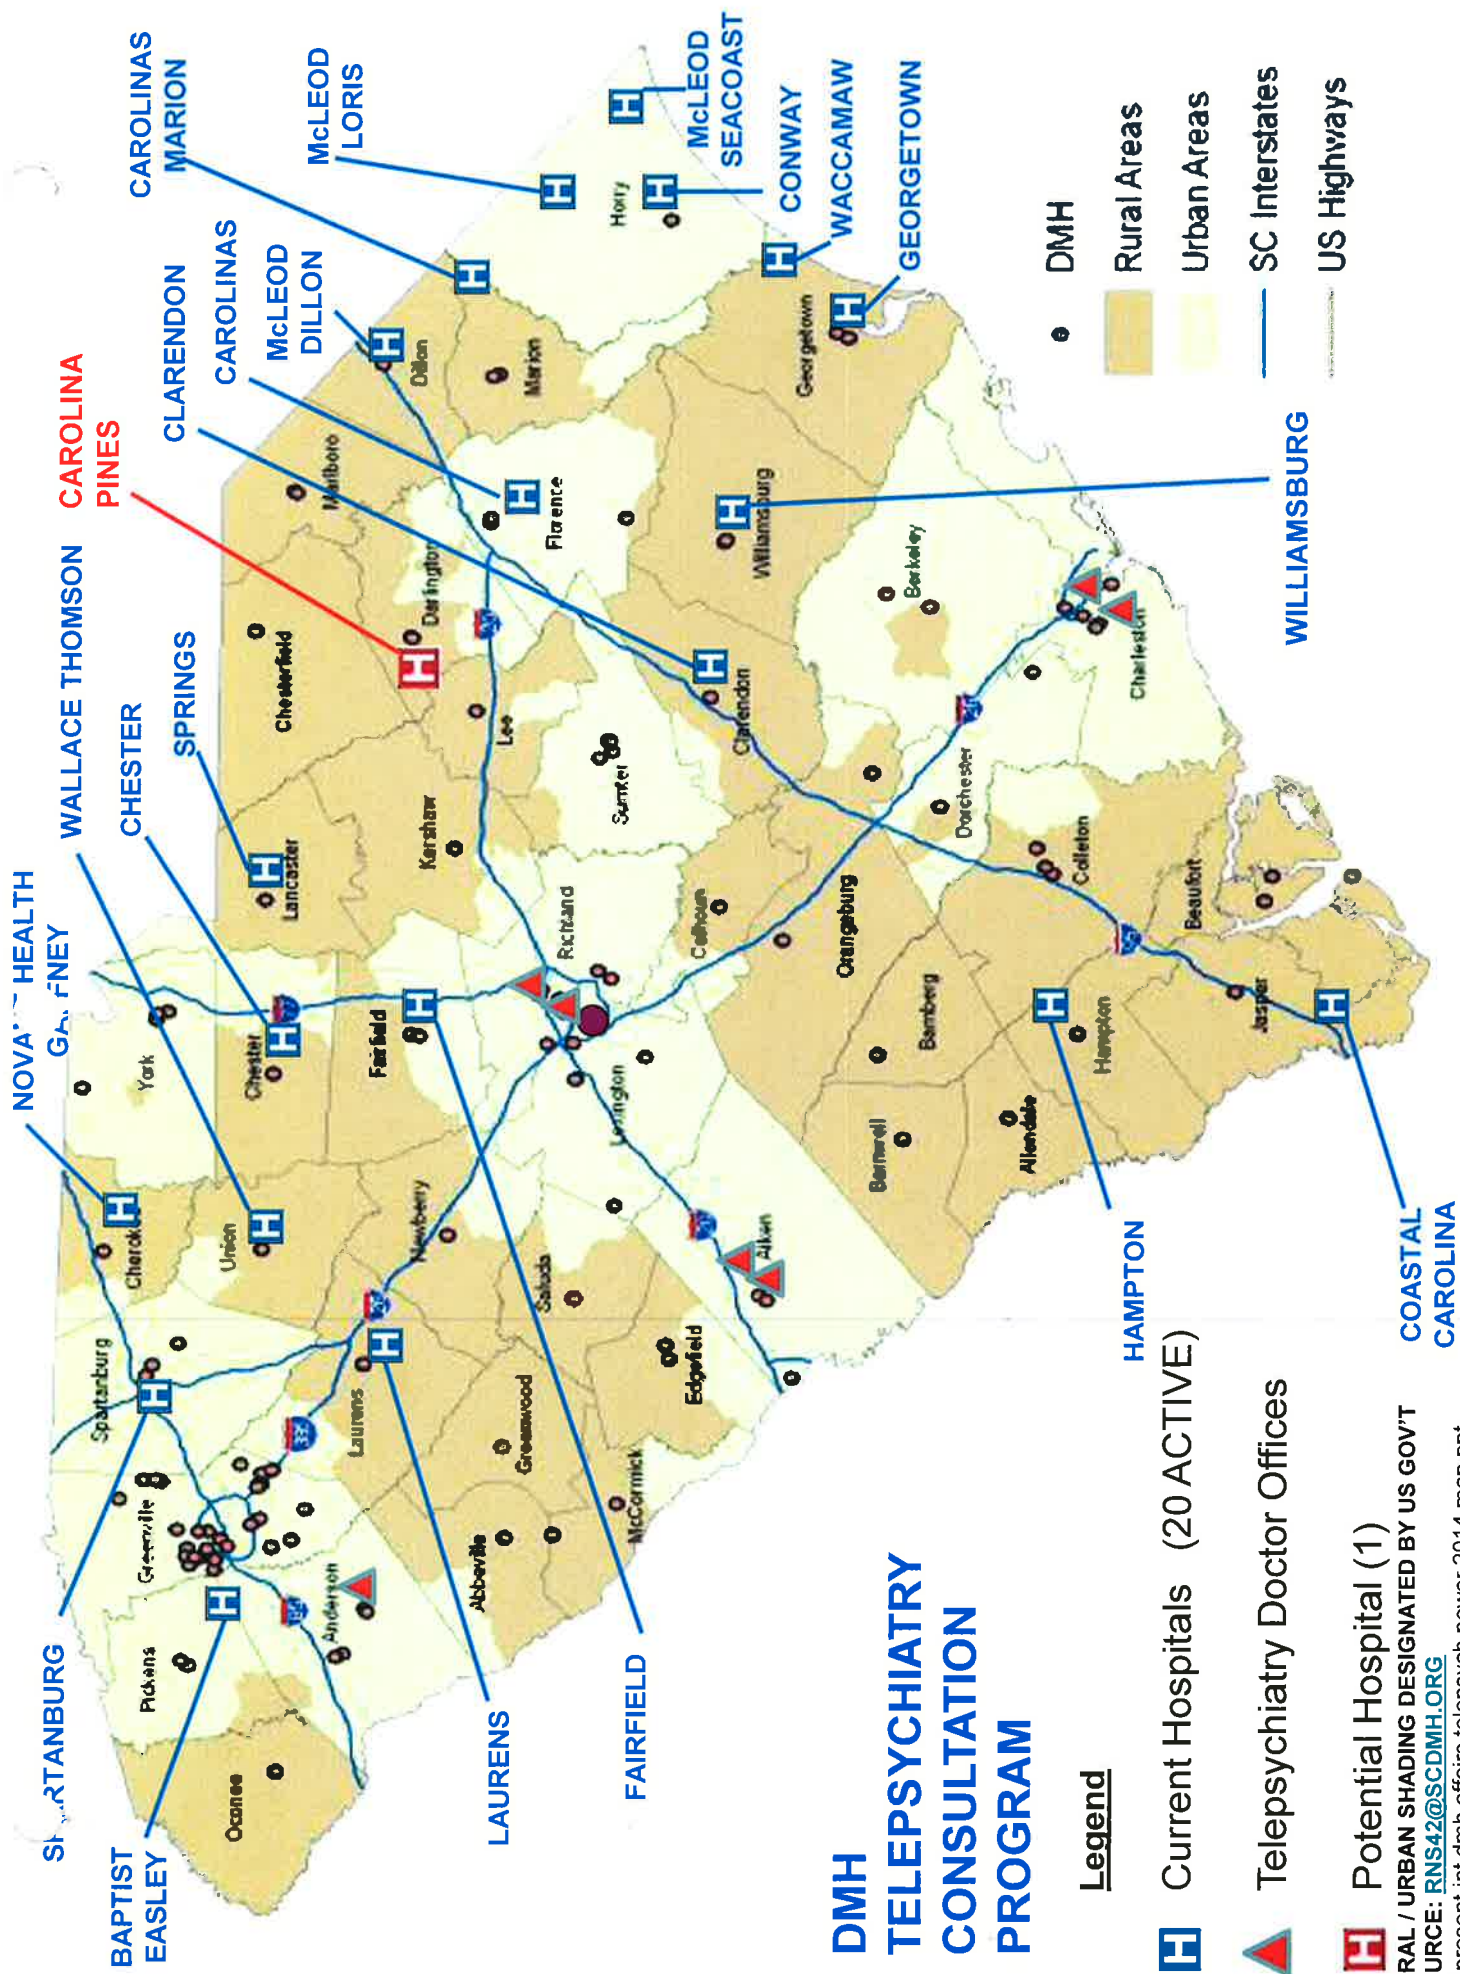 CAROLINAS
MARION
McLEOD
LORIS
McLEOD
SEACOAST
CONWAY
WACCAMAW
GEORGETOWN
CLARENDON
CAROLINAS
McLEOD
DILLON
CAROLINA
PINES
WALLACE THOMSON
SPRINGS
CHESTER
HEALTH
BAPTIST
EASLEY
LAURENS
FAIRFIELD
HAMPTON
COASTAL
CAROLINA
WILLIAMSBURG
Oconee
Pickens
Greenville
Anderson
Spartanburg
Laurens
Abbeville
Greenwood
McCormick
Edgefield
Saluda
Newberry
Union
York
Chester
Fairfield
Lancaster
Kershaw
Chesterfield
Marlboro
Darlington
Dillon
Marion
Horry
Florence
Lee
Sumter
Richland
Lexington
Aiken
Calhoun
Orangeburg
Barnwell
Bamberg
Allendale
Hampton
Jasper
Beaufort
Colleton
Dorchester
Charleston
Berkeley
Clarendon
Williamsburg
Georgetown
385
H
DMH
Rural Areas
Urban Areas
SC Interstates
US Highways
DMH
TELEPSYCHIATRY
CONSULTATION
PROGRAM
Legend
H Current Hospitals (20 ACTIVE)
Telepsychiatry Doctor Offices
H Potential Hospital (1)
RAL / URBAN SHADING DESIGNATED BY US GOV'T
URCE: RNS42@SCDMH.ORG